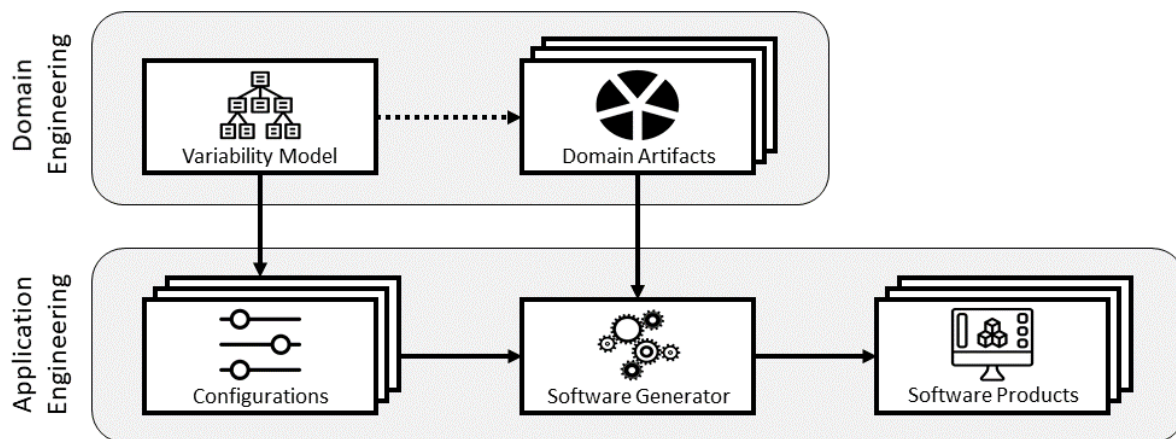 Domain
Engineering
Variability Model
Domain Artifacts
Application
Engineering
Configurations
Software Generator
Software Products